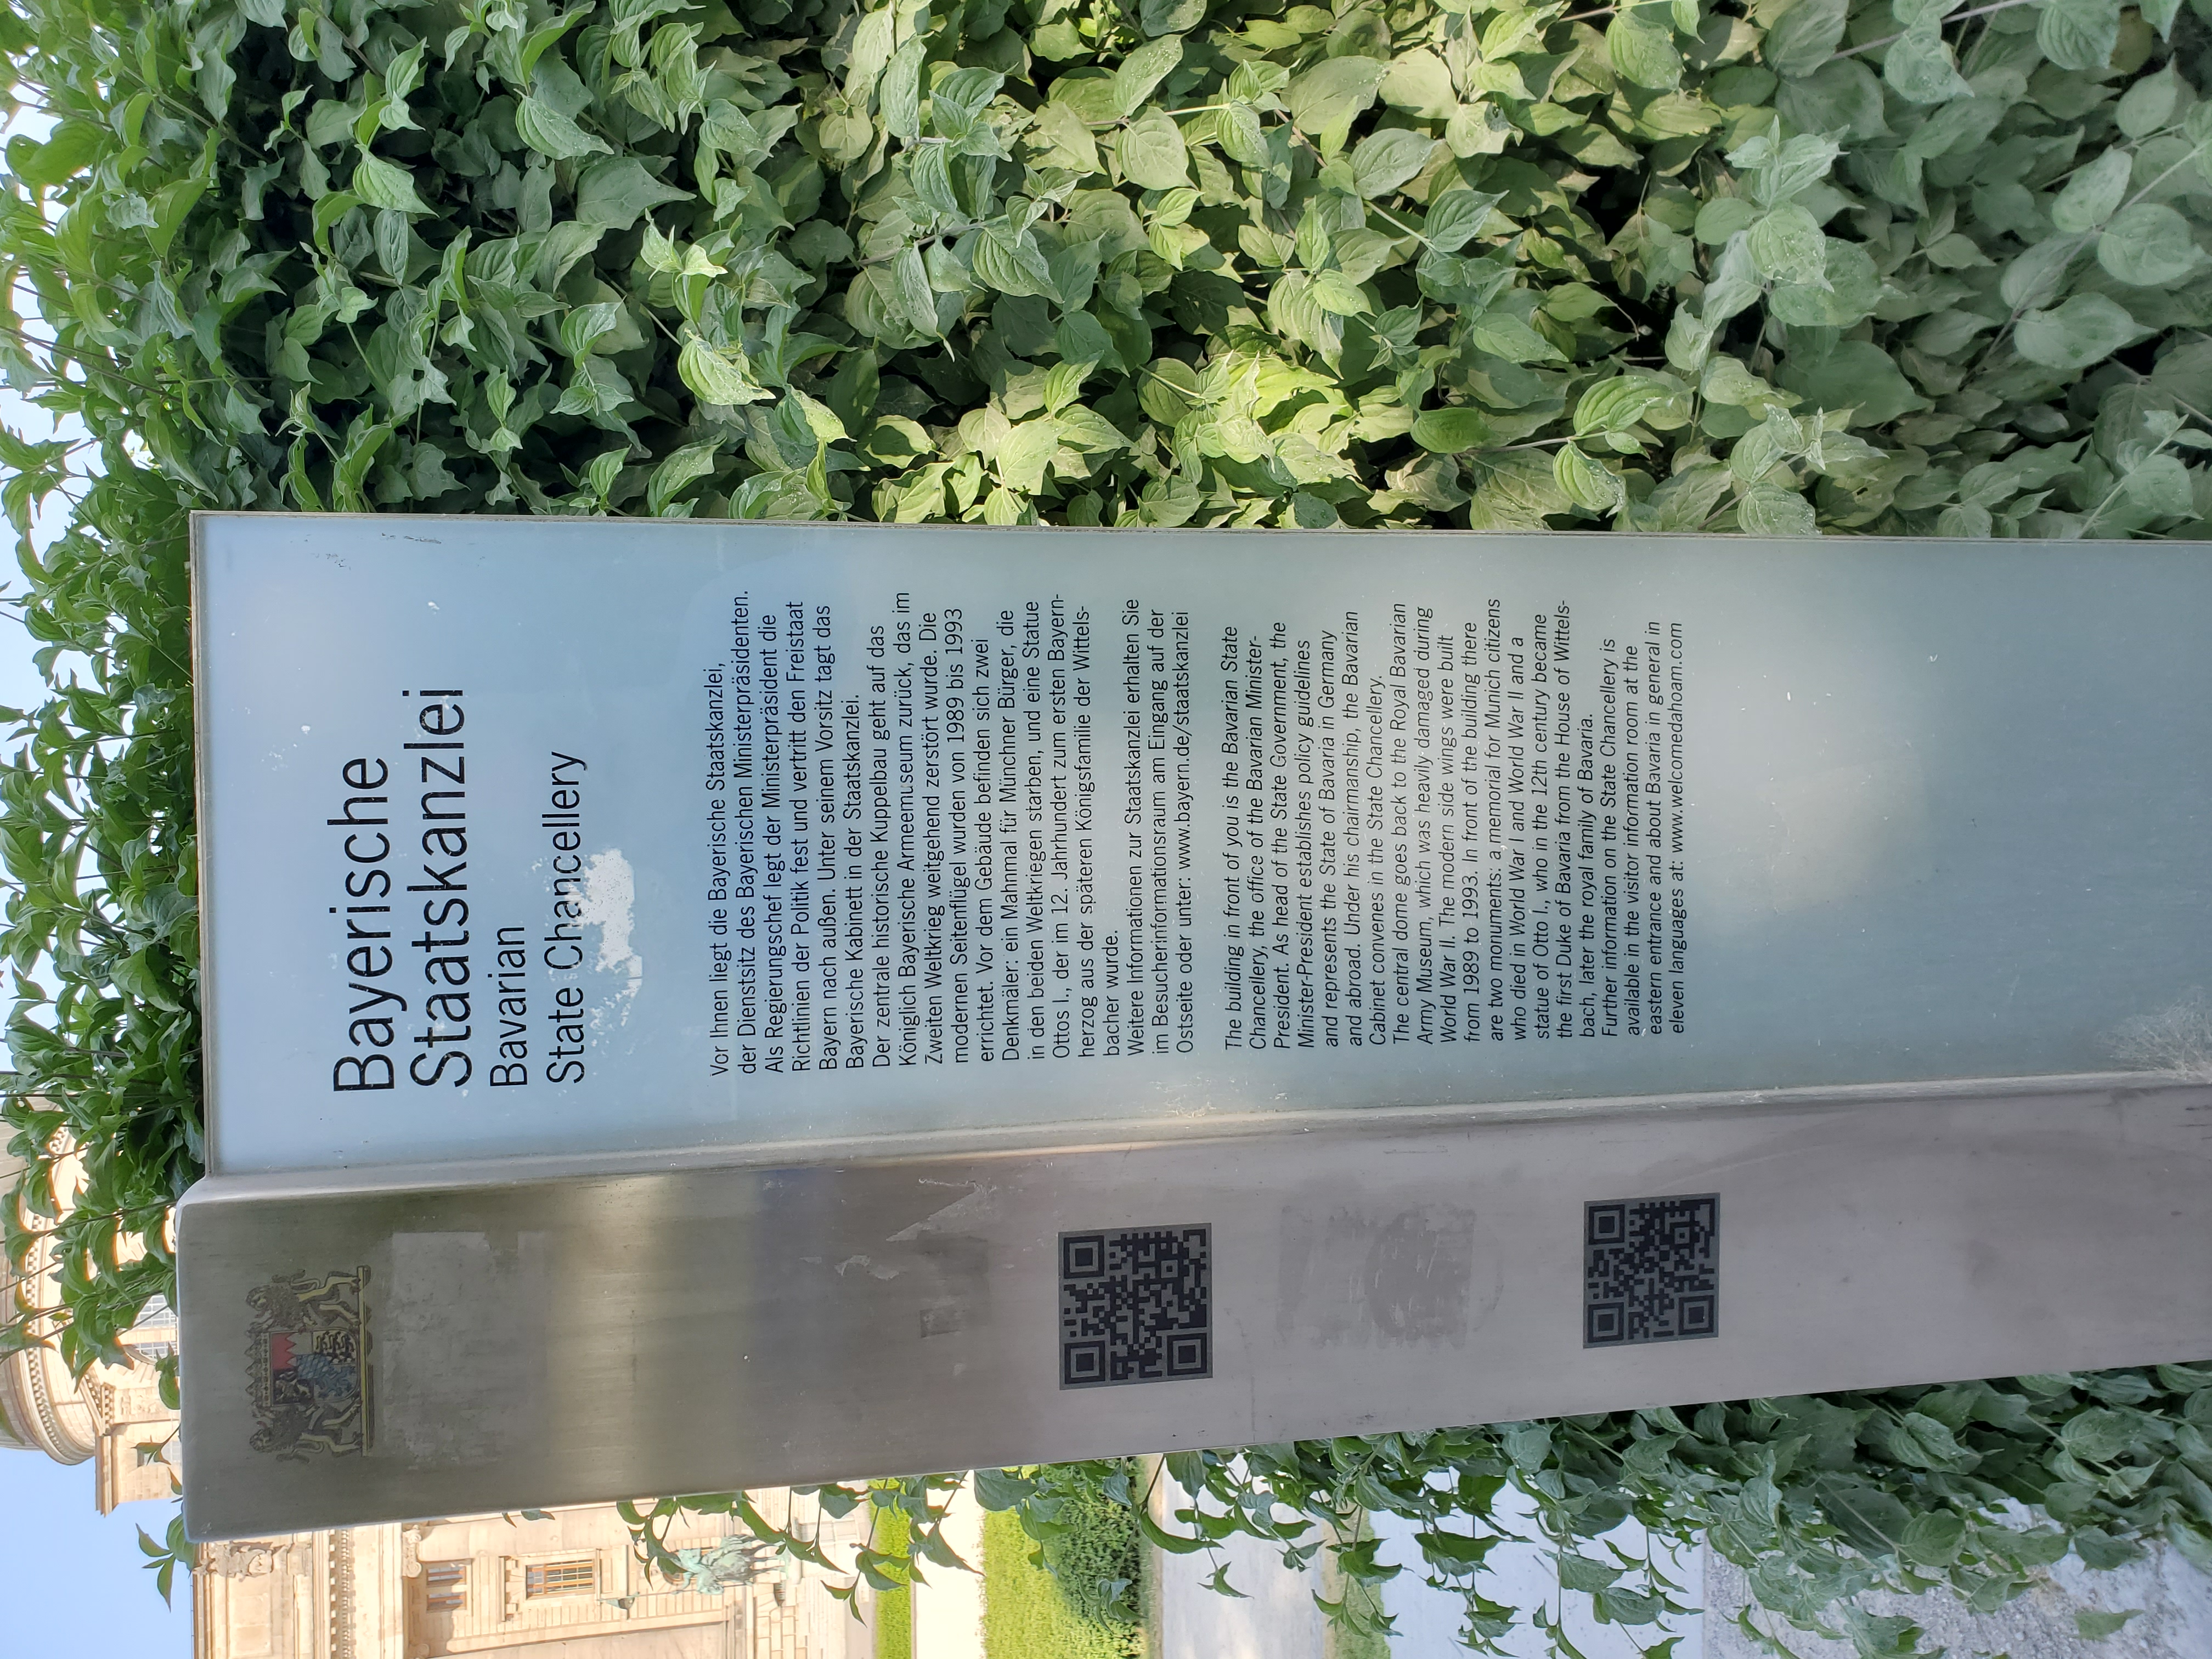 Bayerische
Staatskanzlei
Bavarian
State Chancellery
Vor Ihnen liegt die Bayerische Staatskanzlei,
der Dienstsitz des Bayerischen Ministerpräsidenten.
Als Regierungschef legt der Ministerpräsident die
Richtlinien der Politik fest und vertritt den Freistaat
Bayern nach außen. Unter seinem Vorsitz tagt das
Bayerische Kabinett in der Staatskanzlei.
Der zentrale historische Kuppelbau geht auf das
Königlich Bayerische Armeemuseum zurück, das im
Zweiten Weltkrieg weitgehend zerstört wurde. Die
modernen Seitenflügel wurden von 1989 bis 1993
errichtet. Vor dem Gebäude befinden sich zwei
Denkmäler: ein Mahnmal für Münchner Bürger, die
in den beiden Weltkriegen starben, und eine Statue
Ottos I., der im 12. Jahrhundert zum ersten Bayern-
herzog aus der späteren Königsfamilie der Wittels-
bacher wurde.
Weitere Informationen zur Staatskanzlei erhalten Sie
im Besucherinformationsraum am Eingang auf der
Ostseite oder unter: www.bayern.de/staatskanzlei
The building in front of you is the Bavarian State
Chancellery, the office of the Bavarian Minister-
President. As head of the State Government, the
Minister-President establishes policy guidelines
and represents the State of Bavaria in Germany
and abroad. Under his chairmanship, the Bavarian
Cabinet convenes in the State Chancellery.
The central dome goes back to the Royal Bavarian
Army Museum, which was heavily damaged during
World War II. The modern side wings were built
from 1989 to 1993. In front of the building there
are two monuments: a memorial for Munich citizens
who died in World War I and World War II and a
statue of Otto I., who in the 12th century became
the first Duke of Bavaria from the House of Wittels-
bach, later the royal family of Bavaria.
Further information on the State Chancellery is
available in the visitor information room at the
eastern entrance and about Bavaria in general in
eleven languages at: www.welcomedahoam.com